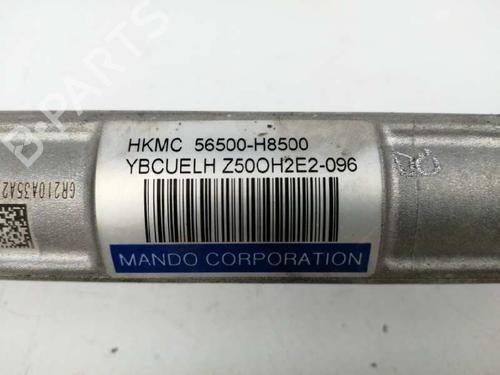 HKMC 56500-H8500
YBCUELH Z50OH2E2-096
MANDO CORPORATION
GR210A35A2